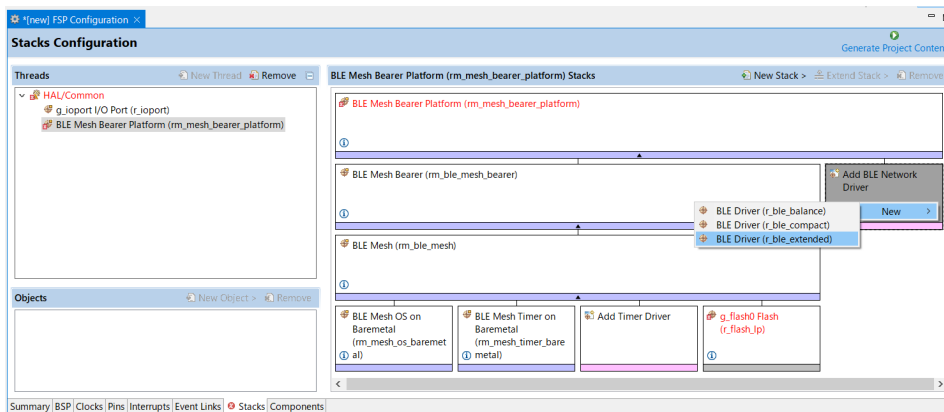 *[new] FSP Configuration
Stacks Configuration
Generate Project Conten
Threads
New Thread
Remove
HAL/Common
g_ioport I/O Port (r_ioport)
BLE Mesh Bearer Platform (rm_mesh_bearer_platform)
Objects
New Object >
Remove
BLE Mesh Bearer Platform (rm_mesh_bearer_platform) Stacks
New Stack >
Extend Stack >
Remove
BLE Mesh Bearer Platform (rm_mesh_bearer_platform)
BLE Mesh Bearer (rm_ble_mesh_bearer)
Add BLE Network
Driver
New >
BLE Driver (r_ble_balance)
BLE Driver (r_ble_compact)
BLE Driver (r_ble_extended)
BLE Mesh (rm_ble_mesh)
BLE Mesh OS on
Baremetal
(rm_mesh_os_baremet
al)
BLE Mesh Timer on
Baremetal
(rm_mesh_timer_bare
metal)
Add Timer Driver
g_flash0 Flash
(r_flash_lp)
Summary BSP Clocks Pins Interrupts Event Links Stacks Components